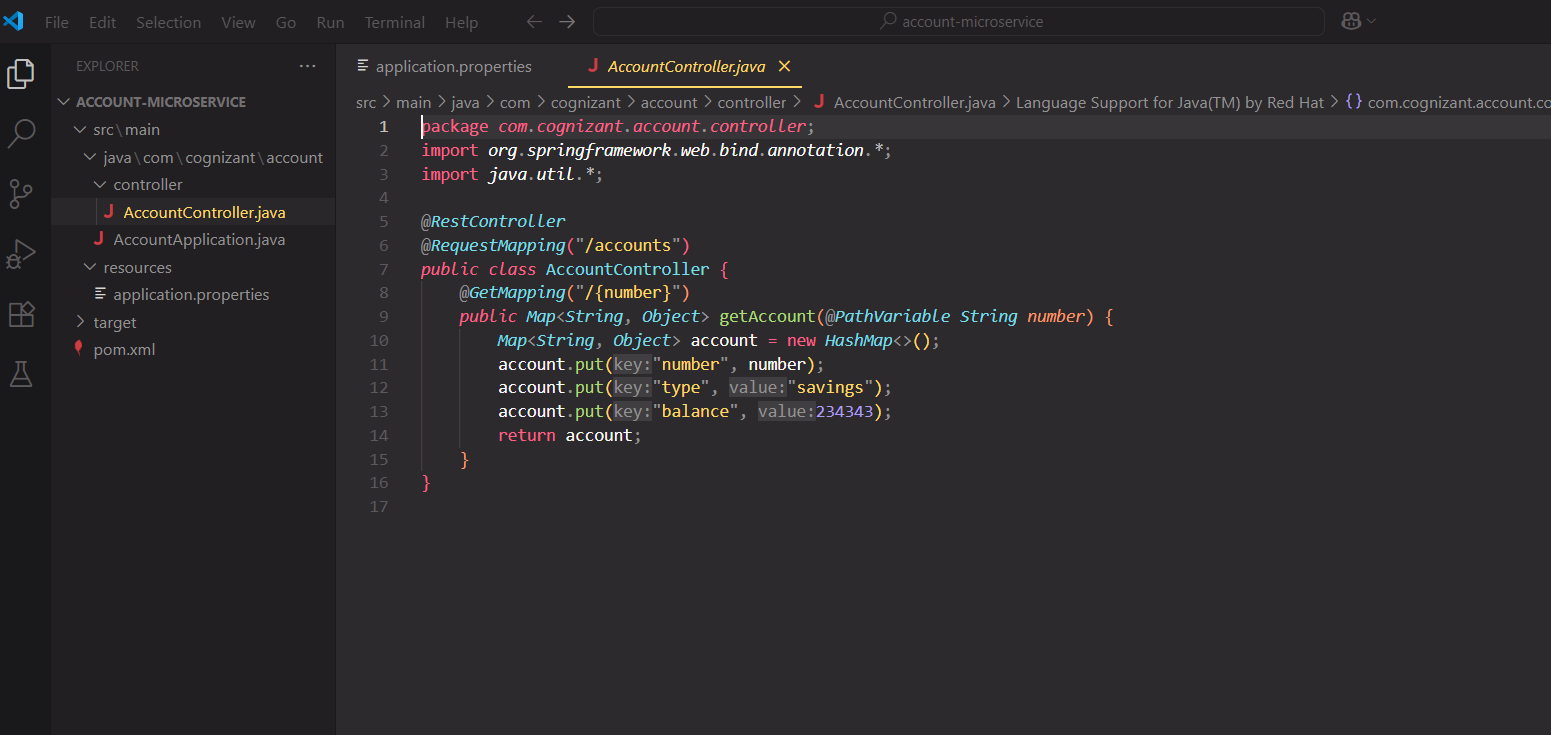 File Edit Selection View Go Run Terminal Help
account-microservice
EXPLORER
ACCOUNT-MICROSERVICE
src\main
java\com\cognizant\account
controller
AccountController.java
AccountApplication.java
resources
application.properties
target
pom.xml
application.properties
AccountController.java
src > main > java > com > cognizant > account > controller > AccountController.java > Language Support for Java(TM) by Red Hat > {} com.cognizant.account.co
1 package com.cognizant.account.controller;
2 import org.springframework.web.bind.annotation.*;
3 import java.util.*;
4
5 @RestController
6 @RequestMapping("/accounts")
7 public class AccountController {
8 @GetMapping("/{number}")
9 public Map<String, Object> getAccount(@PathVariable String number) {
10 Map<String, Object> account = new HashMap<>();
11 account.put(key:"number", number);
12 account.put(key:"type", value:"savings");
13 account.put(key:"balance", value:234343);
14 return account;
15 }
16 }
17